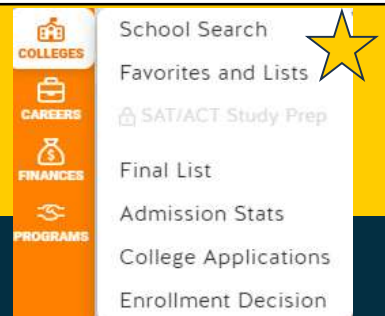 COLLEGES
CAREERS
FINANCES
PROGRAMS
School Search
Favorites and Lists
SAT/ACT Study Prep
Final List
Admission Stats
College Applications
Enrollment Decision